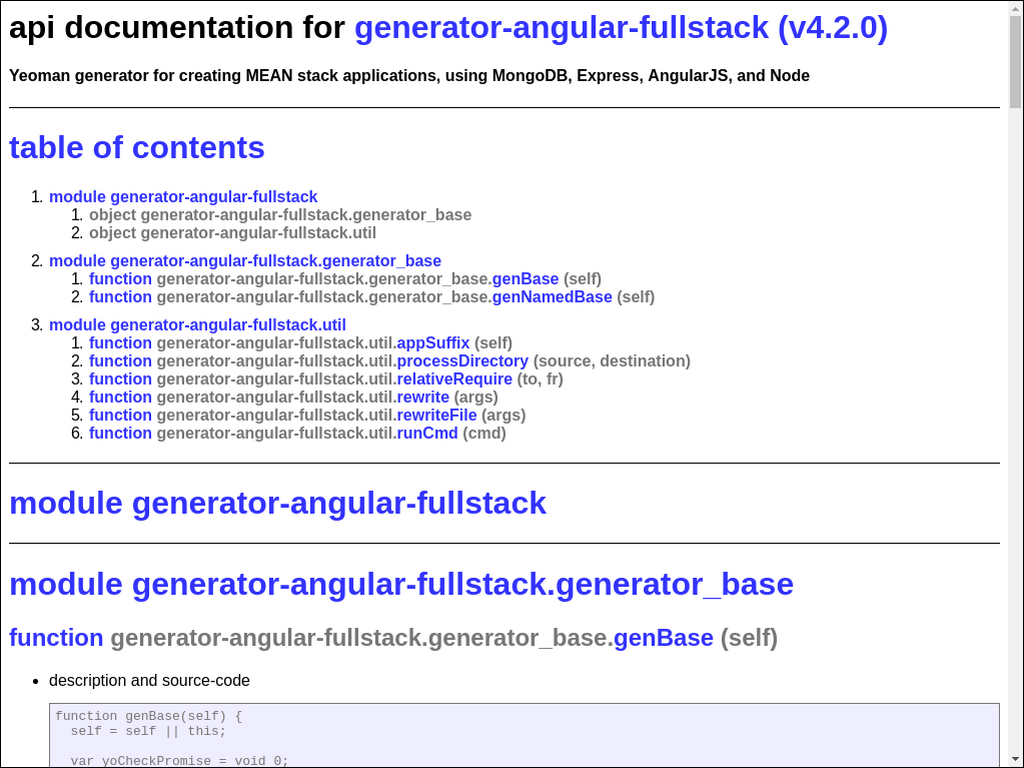 api documentation for generator-angular-fullstack (v4.2.0)
Yeoman generator for creating MEAN stack applications, using MongoDB, Express, AngularJS, and Node
table of contents
1. module generator-angular-fullstack
1. object generator-angular-fullstack.generator_base
2. object generator-angular-fullstack.util
2. module generator-angular-fullstack.generator_base
1. function generator-angular-fullstack.generator_base.genBase (self)
2. function generator-angular-fullstack.generator_base.genNamedBase (self)
3. module generator-angular-fullstack.util
1. function generator-angular-fullstack.util.appSuffix (self)
2. function generator-angular-fullstack.util.processDirectory (source, destination)
3. function generator-angular-fullstack.util.relativeRequire (to, fr)
4. function generator-angular-fullstack.util.rewrite (args)
5. function generator-angular-fullstack.util.rewriteFile (args)
6. function generator-angular-fullstack.util.runCmd (cmd)
module generator-angular-fullstack
module generator-angular-fullstack.generator_base
function generator-angular-fullstack.generator_base.genBase (self)
• description and source-code
function genBase(self) {
self = self || this;
var yoCheckPromise = void 0;